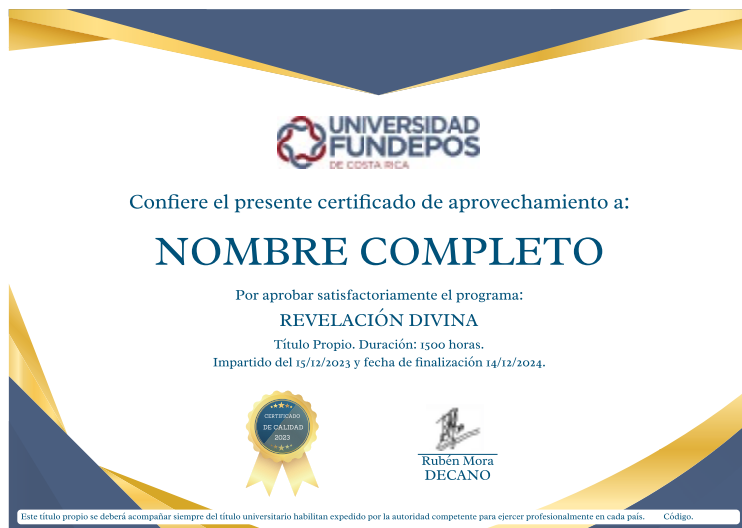 UNIVERSIDAD
FUNDEPOS
DE COSTA RICA
Confiere el presente certificado de aprovechamiento a:
NOMBRE COMPLETO
Por aprobar satisfactoriamente el programa:
REVELACIÓN DIVINA
Título Propio. Duración: 1500 horas.
Impartido del 15/12/2023 y fecha de finalización 14/12/2024.
CERTIFICADO
DE CALIDAD
2023
Rubén Mora
DECANO
Este título propio se deberá acompañar siempre del título universitario habilitan expedido por la autoridad competente para ejercer profesionalmente en cada país. Código.